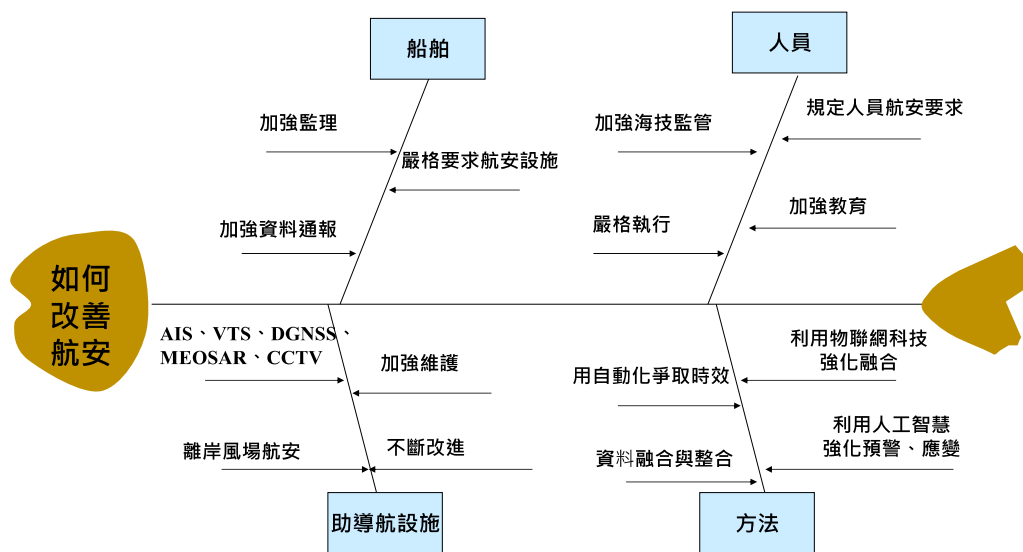 船舶
人員
加強監理
加強海技監管
規定人員航安要求
嚴格要求航安設施
加強資料通報
嚴格執行
加強教育
如何
改善
航安
AIS、VTS、DGNSS、
MEOSAR、CCTV
加強維護
用自動化爭取時效
利用物聯網科技
強化融合
離岸風場航安
不斷改進
資料融合與整合
利用人工智慧
強化預警、應變
助導航設施
方法